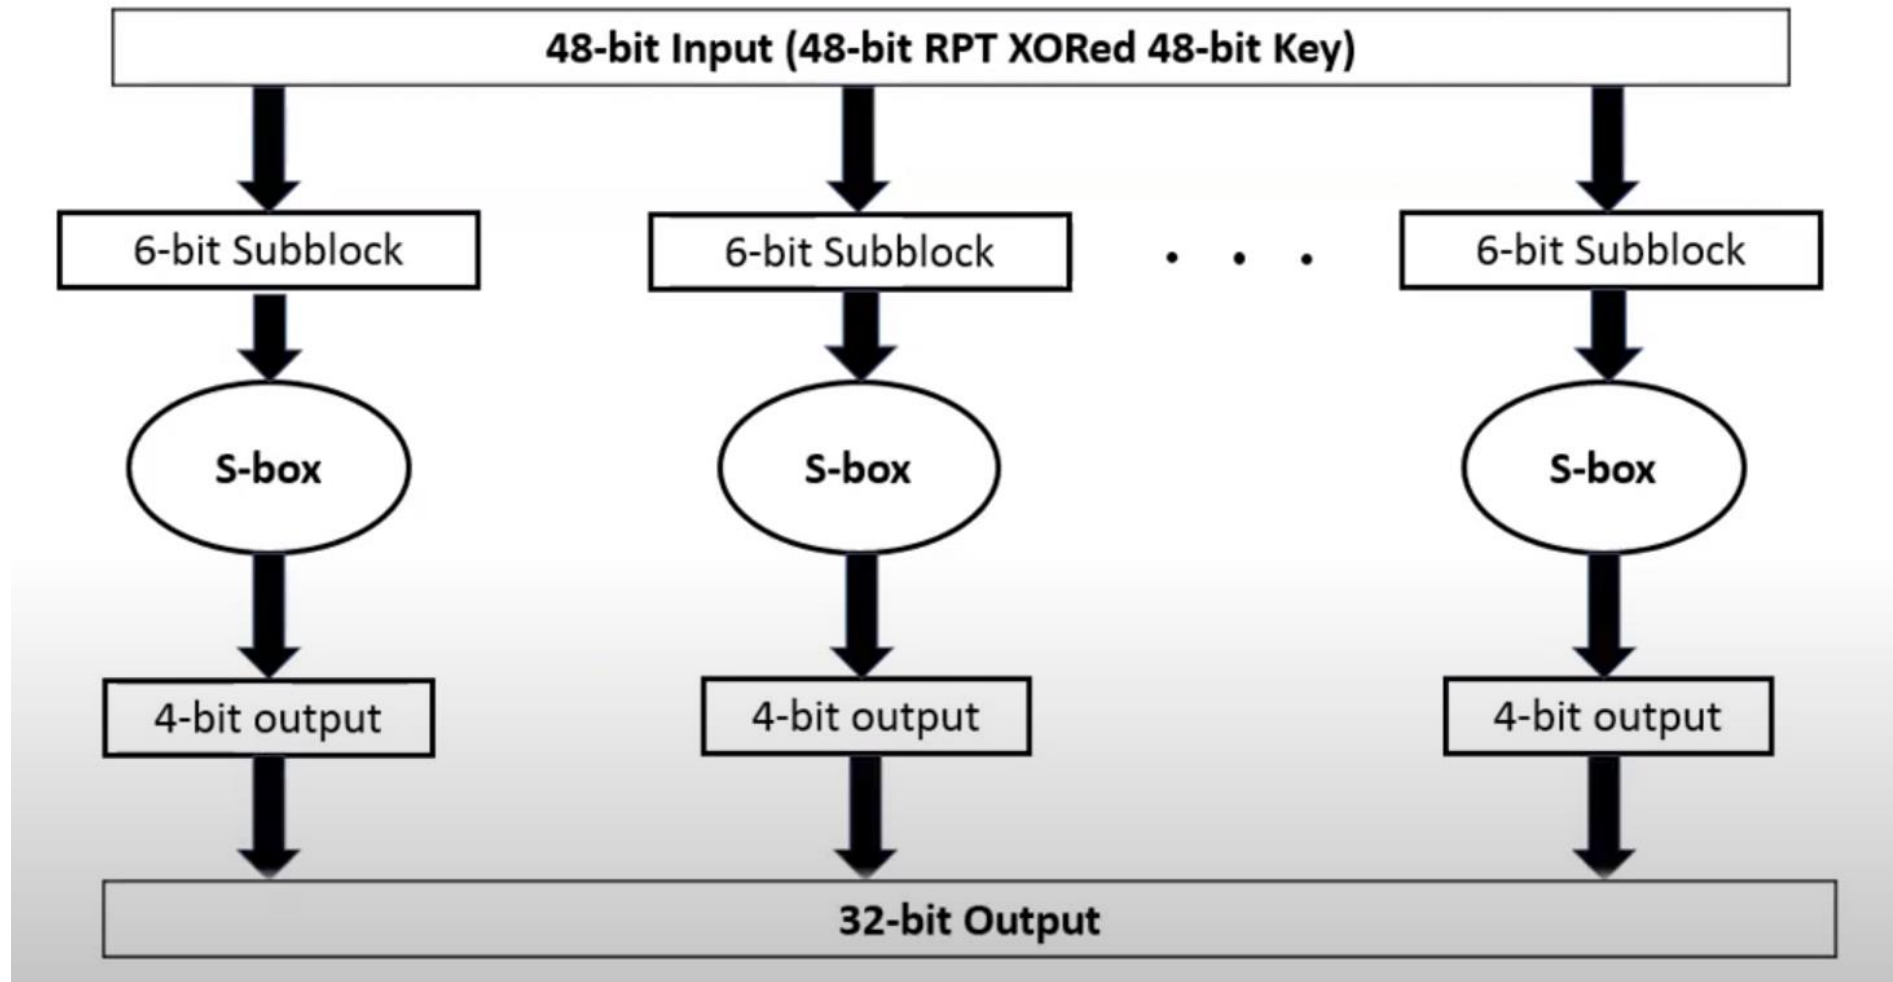 48-bit Input (48-bit RPT XORed 48-bit Key)
6-bit Subblock
6-bit Subblock
. . .
6-bit Subblock
S-box
S-box
S-box
4-bit output
4-bit output
4-bit output
32-bit Output